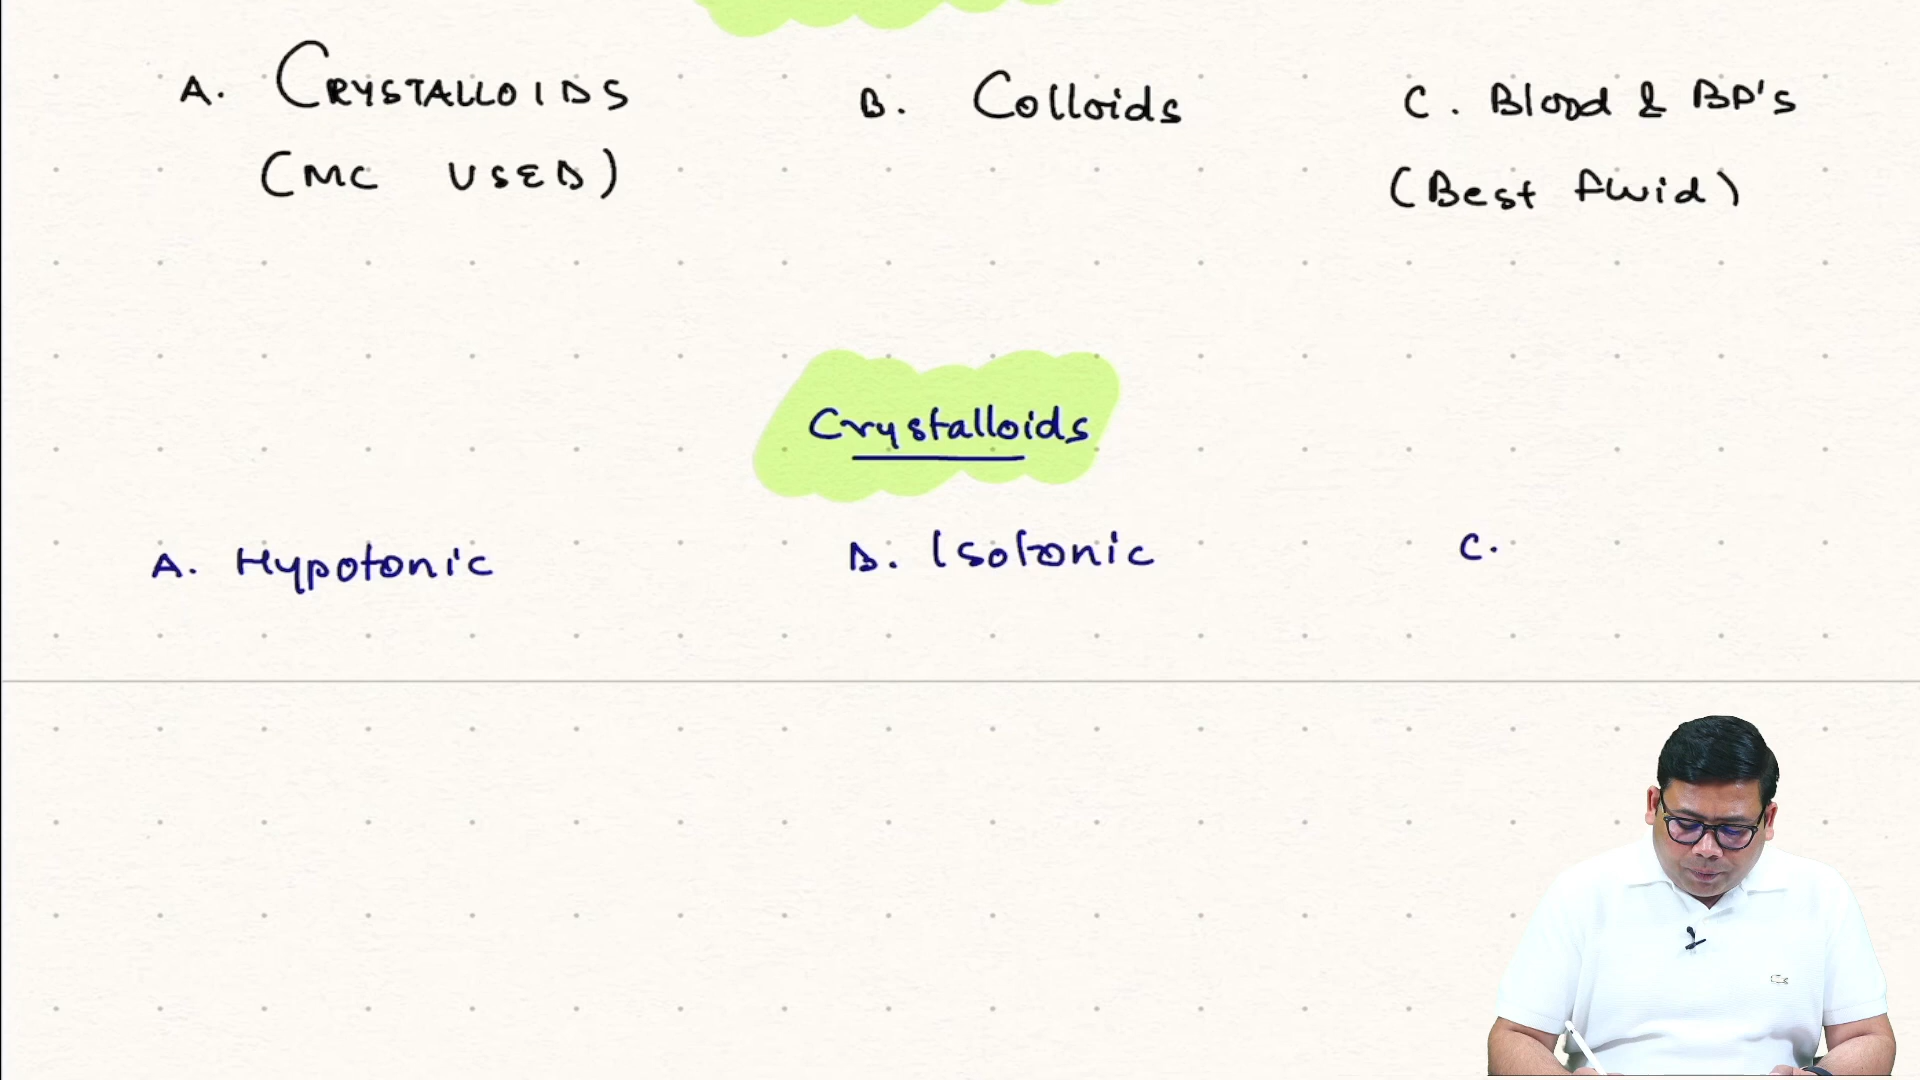 A. CRYSTALLOIDS B. Colloids C. Blood & BP's
(MC USED) (Best fluid)
Crystalloids
A. Hypotonic B. Isotonic C.